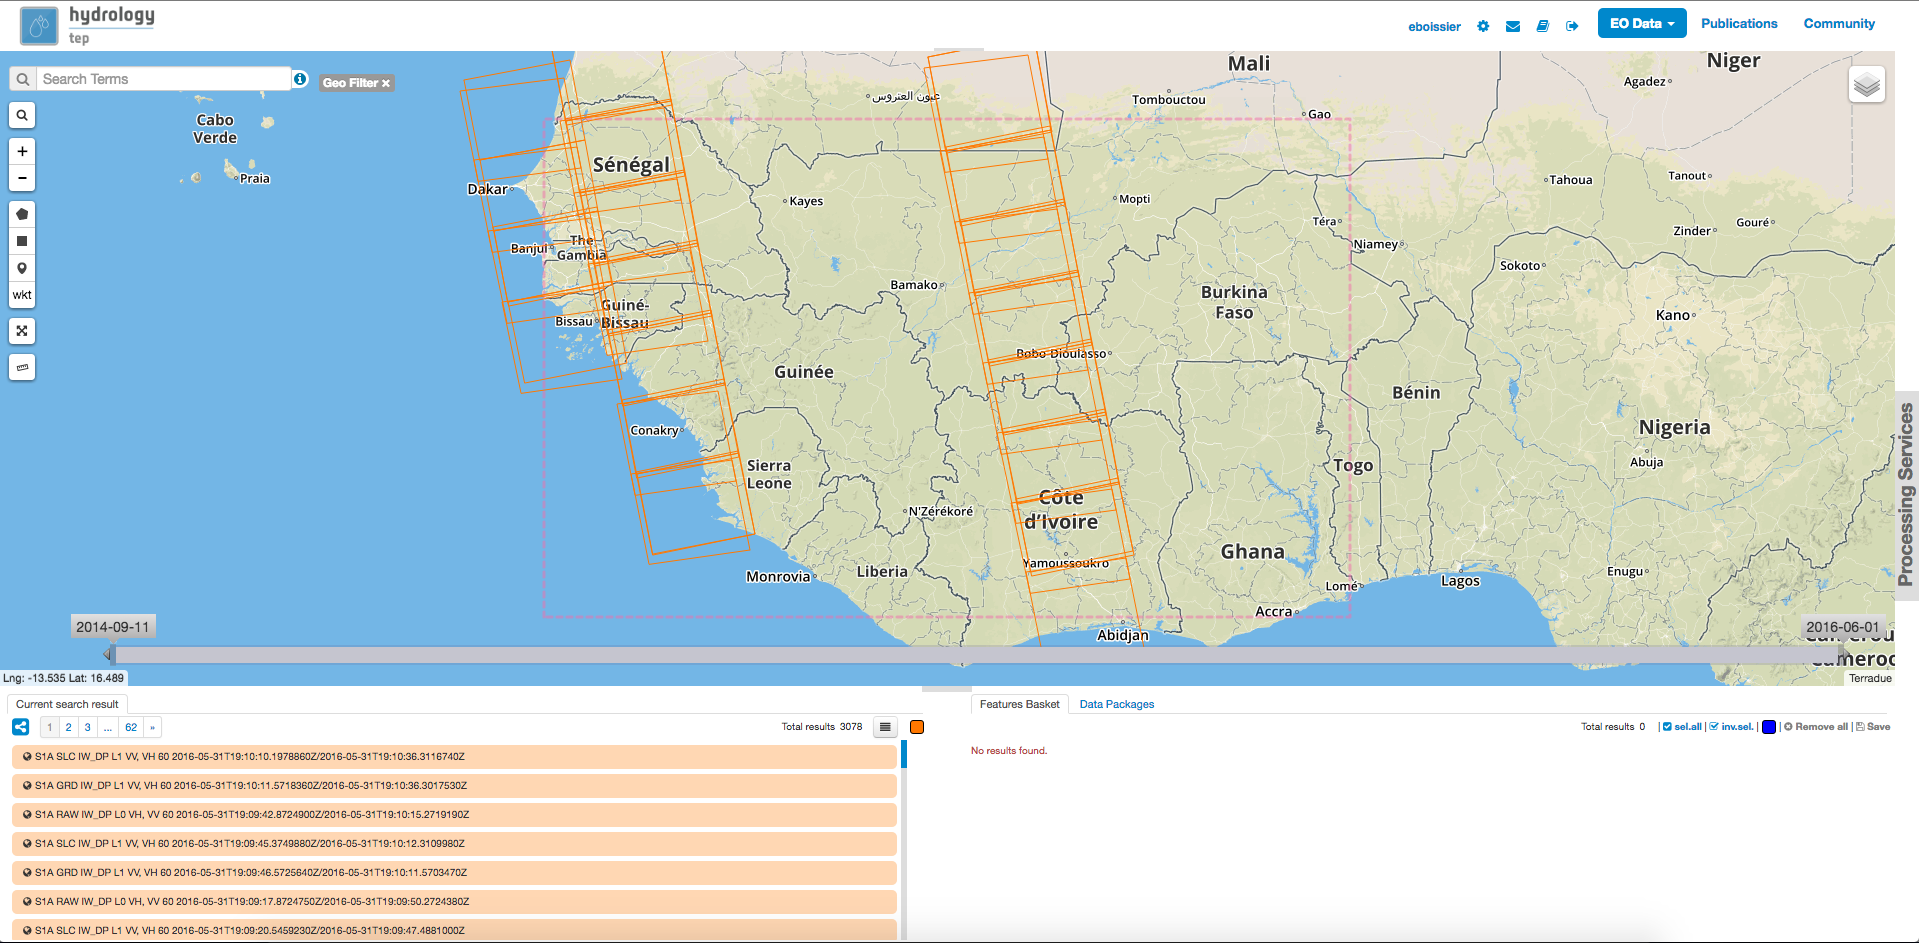 hydrology
tep
eboissier
EO Data
Publications
Community
Search Terms
Geo Filter ×
Mali
Niger
Agadez
Tombouctou
عيون العتروس
Gao
Cabo
Verde
Praia
Sénégal
Dakar
Kayes
Mopti
Tahoua
Tanout
Téra
Gouré
Zinder
Niamey
Banjul
The
Gambia
Sokoto
Bamako
Burkina
Faso
Guiné-
Bissau
Bissau
Kano
Bobo Dioulasso
Guinée
Bénin
Conakry
Nigeria
Abuja
Sierra
Leone
Togo
Côte
d'Ivoire
N'Zérékoré
Ghana
Yamoussoukro
Liberia
Monrovia
Lomé
Lagos
Enugu
Accra
Abidjan
wkt
+
−
Processing Services
2014-09-11
2016-06-01
Lng: -13.535 Lat: 16.489
Terradue
Current search result
1 2 3 ... 62 »
Total results 3078
S1A SLC IW_DP L1 VV, VH 60 2016-05-31T19:10:10.1978860Z/2016-05-31T19:10:36.3116740Z
S1A GRD IW_DP L1 VV, VH 60 2016-05-31T19:10:11.5718360Z/2016-05-31T19:10:36.3017530Z
S1A RAW IW_DP L0 VH, VV 60 2016-05-31T19:09:42.8724900Z/2016-05-31T19:10:15.2719190Z
S1A SLC IW_DP L1 VV, VH 60 2016-05-31T19:09:45.3749880Z/2016-05-31T19:10:12.3109980Z
S1A GRD IW_DP L1 VV, VH 60 2016-05-31T19:09:46.5725640Z/2016-05-31T19:10:11.5703470Z
S1A RAW IW_DP L0 VH, VV 60 2016-05-31T19:09:17.8724750Z/2016-05-31T19:09:50.2724380Z
S1A SLC IW_DP L1 VV, VH 60 2016-05-31T19:09:20.5459230Z/2016-05-31T19:09:47.4881000Z
Features Basket
Data Packages
Total results 0 | sel.all | inv.sel. | | Remove all | Save
No results found.